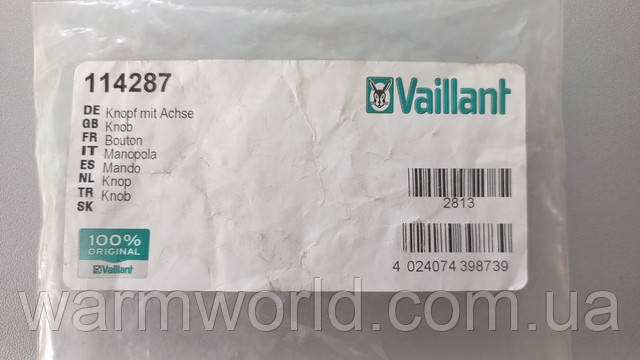 114287
DE Knopf mit Achse
GB Knob
FR Bouton
IT Manopola
ES Mando
NL Knop
TR Knob
SK
100%
ORIGINAL
Vaillant
Vaillant
2813
4 024074 398739
warmworld.com.ua